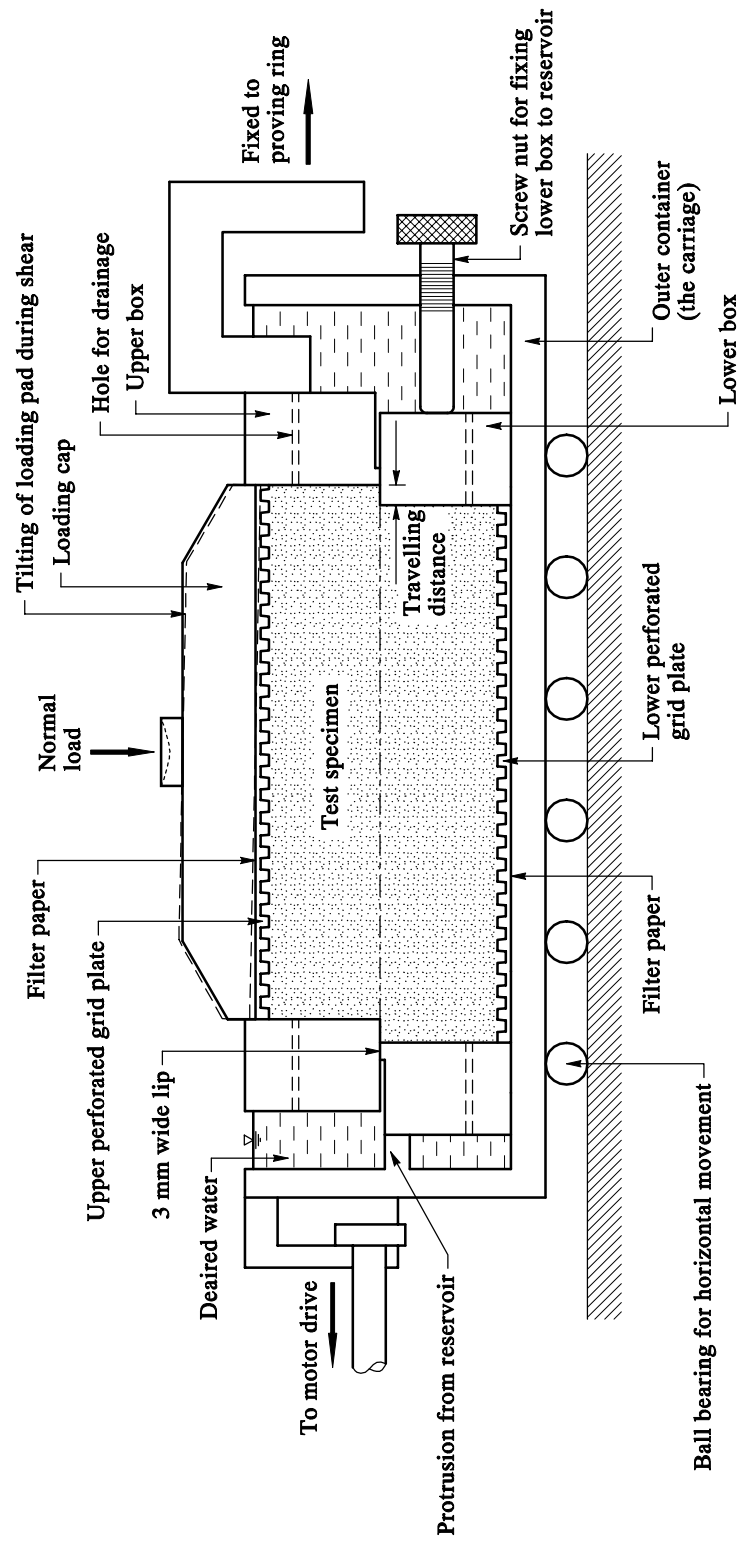 Tilting of loading pad during shear
Loading cap
Hole for drainage
Upper box
Fixed to
proving ring
Normal
load
Filter paper
Upper perforated grid plate
3 mm wide lip
Deaired water
To motor drive
Test specimen
Travelling
distance
Screw nut for fixing
lower box to reservoir
Outer container
(the carriage)
Lower box
Lower perforated
grid plate
Filter paper
Protrusion from reservoir
Ball bearing for horizontal movement